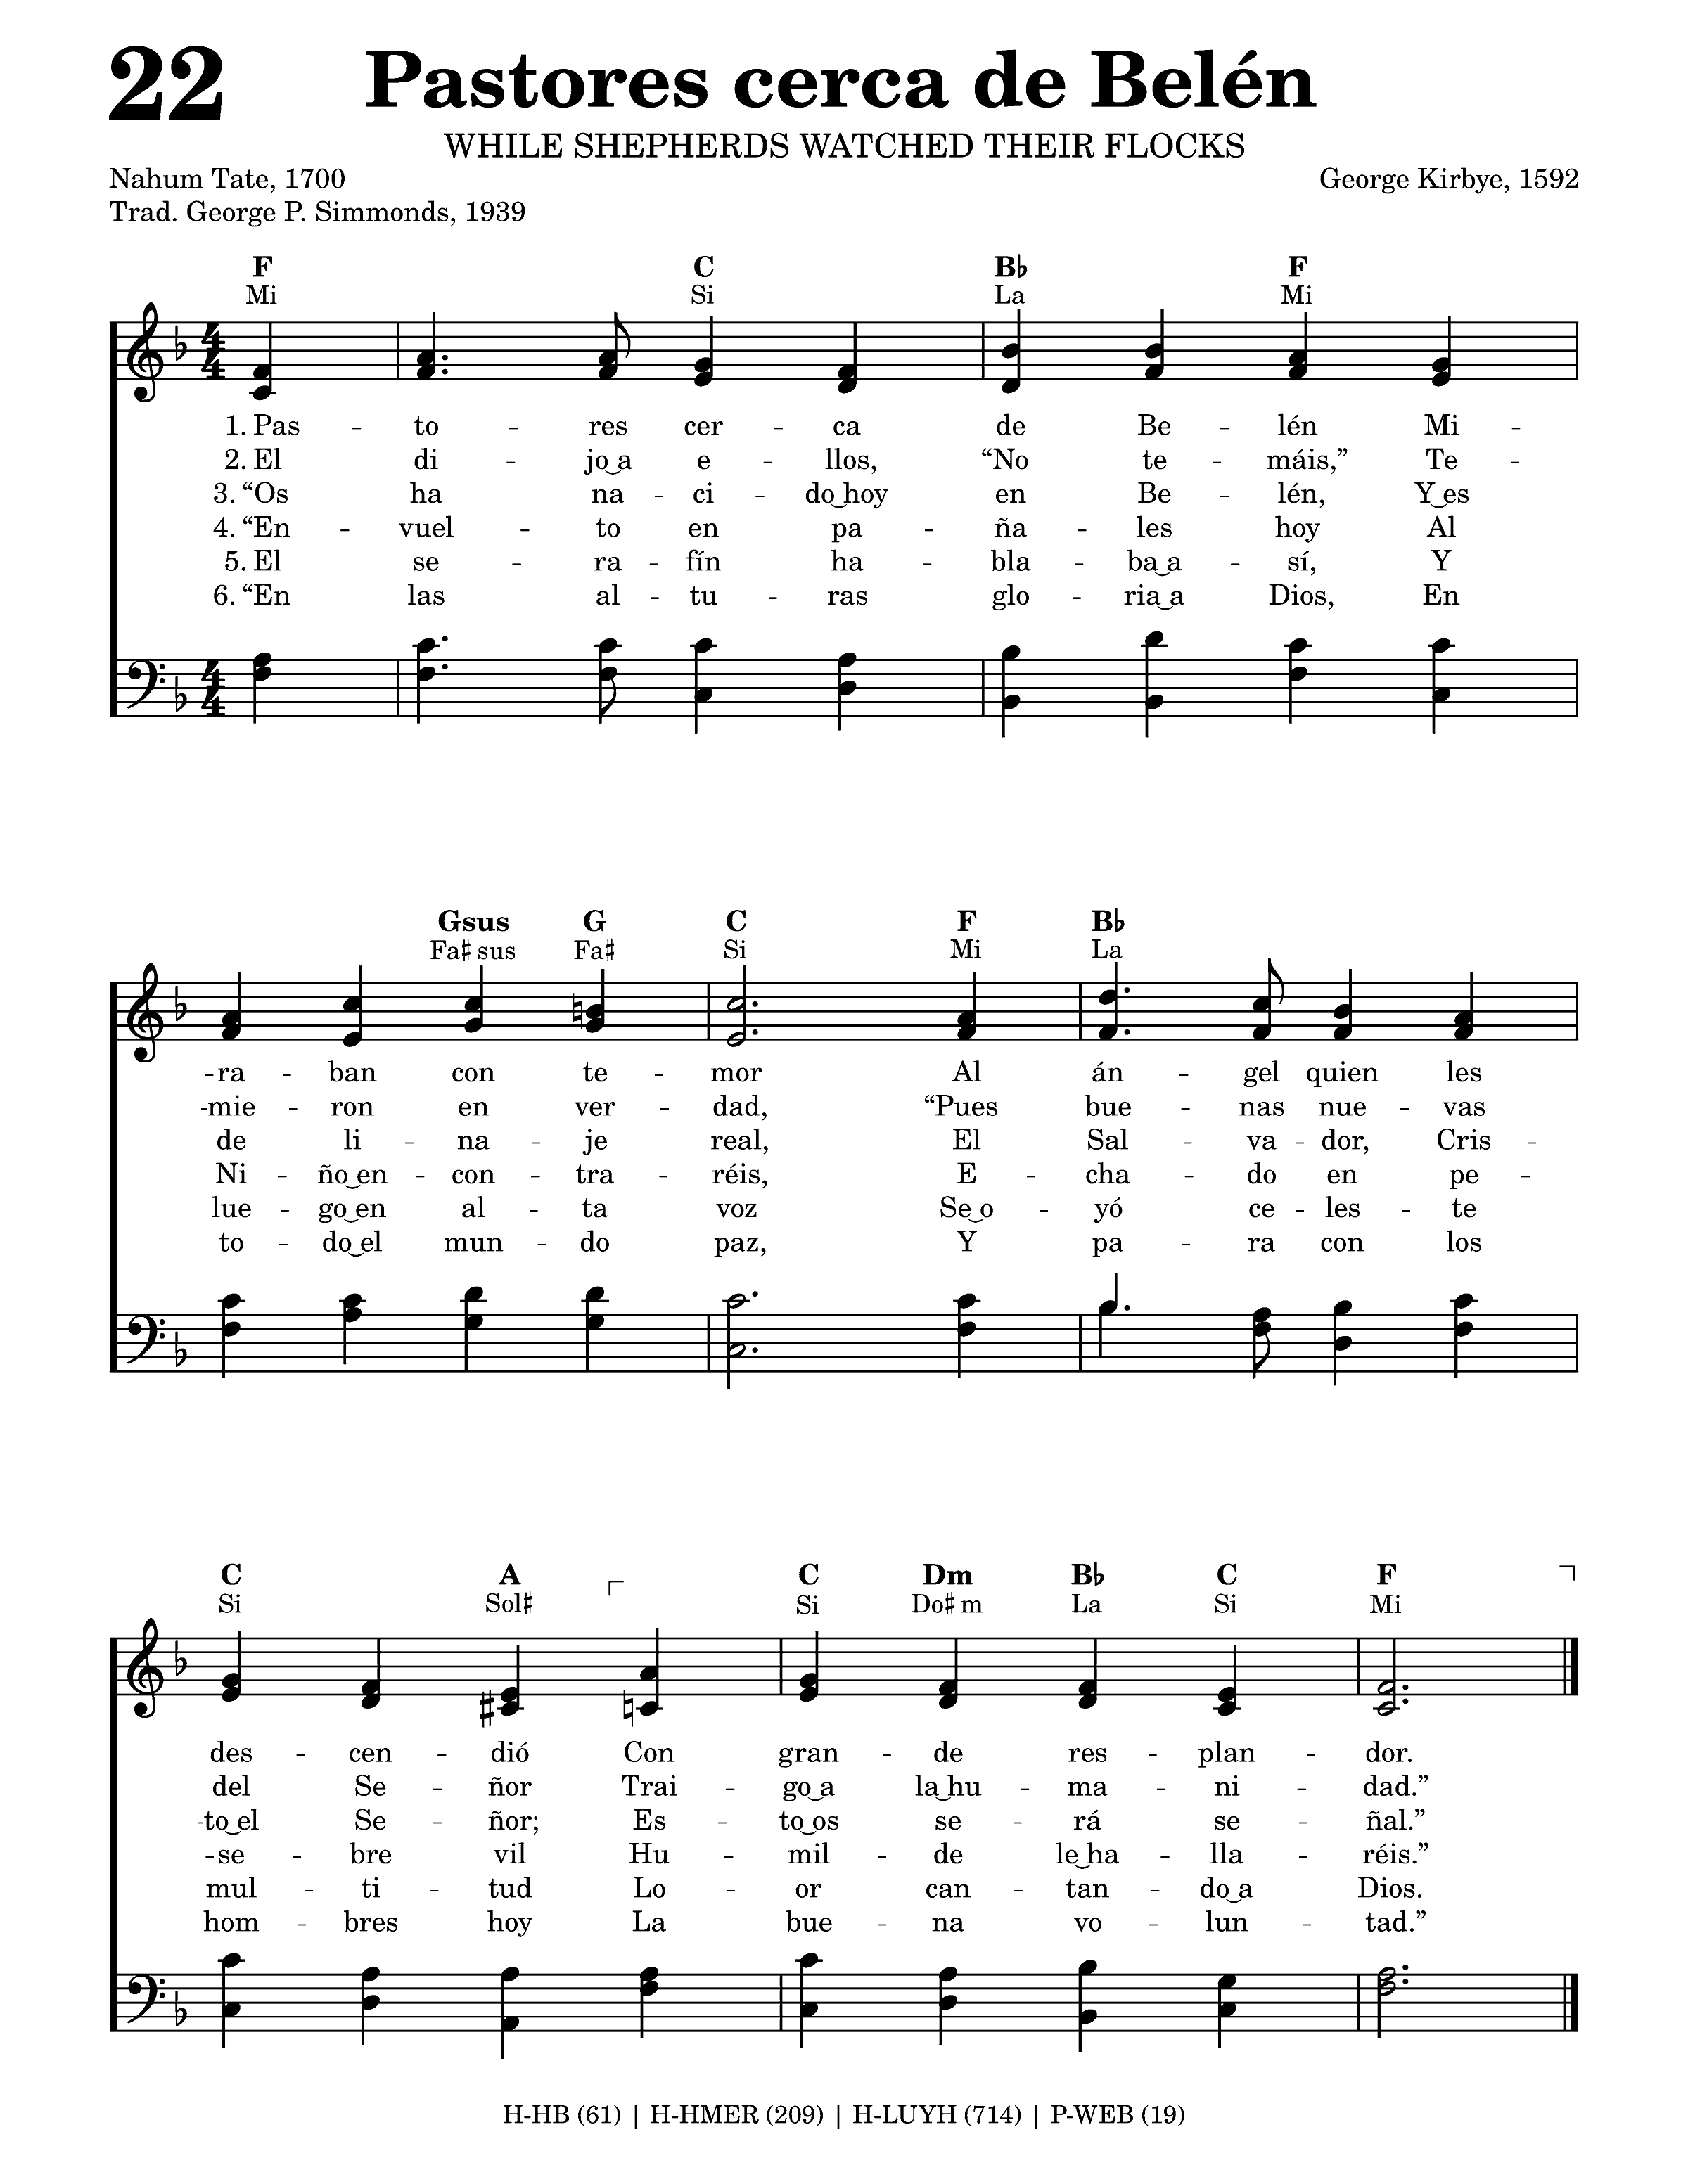 22 Pastores cerca de Belén
WHILE SHEPHERDS WATCHED THEIR FLOCKS
Nahum Tate, 1700 George Kirbye, 1592
Trad. George P. Simmonds, 1939
F C B♭ F
Mi Si La Mi
1. Pas - to - res cer - ca de Be - lén Mi -
2. El di - jo‿a e - llos, “No te - máis,” Te -
3. “Os ha na - ci - do‿hoy en Be - lén, Y‿es
4. “En - vuel - to en pa - ña - les hoy Al
5. El se - ra - fín ha - bla - ba‿a - sí, Y
6. “En las al - tu - ras glo - ria‿a Dios, En
Gsus G C F B♭
Fa♯ sus Fa♯ Si Mi La
- ra - ban con te - mor Al án - gel quien les
- mie - ron en ver - dad, “Pues bue - nas nue - vas
de li - na - je real, El Sal - va - dor, Cris -
Ni - ño‿en - con - tra - réis, E - cha - do en pe -
lue - go‿en al - ta voz Se‿o - yó ce - les - te
to - do‿el mun - do paz, Y pa - ra con los
C A C Dm B♭ C F
Si Sol♯ Si Do♯ m La Si Mi
des - cen - dió Con gran - de res - plan - dor.
del Se - ñor Trai - go‿a la‿hu - ma - ni - dad.”
- to‿el Se - ñor; Es - to‿os se - rá se - ñal.”
- se - bre vil Hu - mil - de le‿ha - lla - réis.”
mul - ti - tud Lo - or can - tan - do‿a Dios.
hom - bres hoy La bue - na vo - lun - tad.”
H-HB (61) | H-HMER (209) | H-LUYH (714) | P-WEB (19)